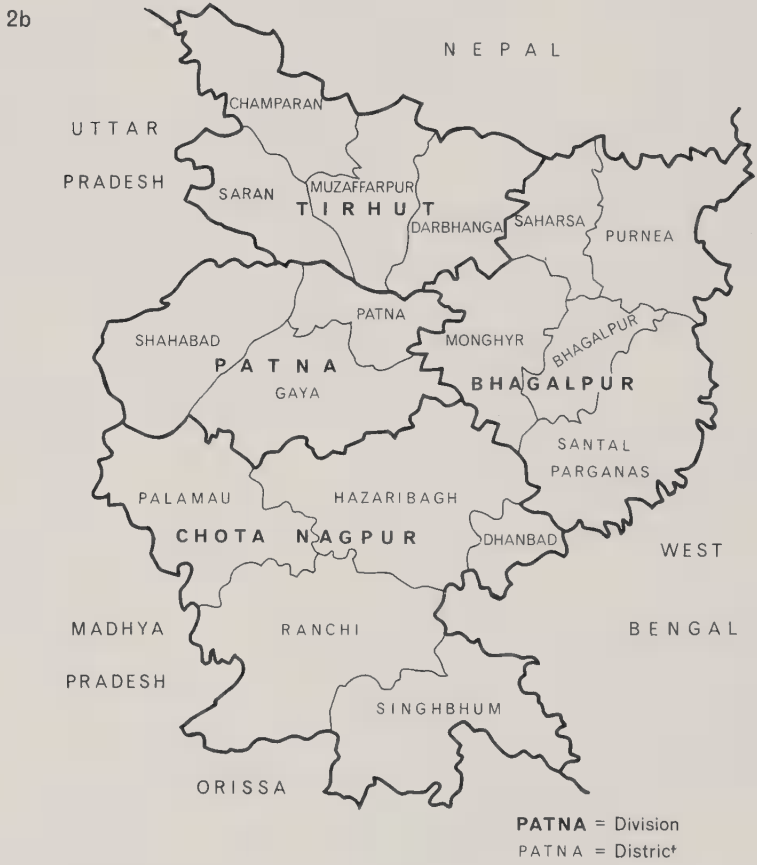 2b
NEPAL
CHAMPARAN
UTTAR
PRADESH
SARAN
MUZAFFARPUR
TIRHUT
DARBHANGA
SAHARSA
PURNEA
PATNA
SHAHABAD
MONGHYR
BHAGALPUR
PATNA
GAYA
BHAGALPUR
SANTAL
PARGANAS
PALAMAU
HAZARIBAGH
CHOTA NAGPUR
DHANBAD
WEST
BENGAL
MADHYA
PRADESH
RANCHI
SINGHBHUM
ORISSA
PATNA = Division
PATNA = District